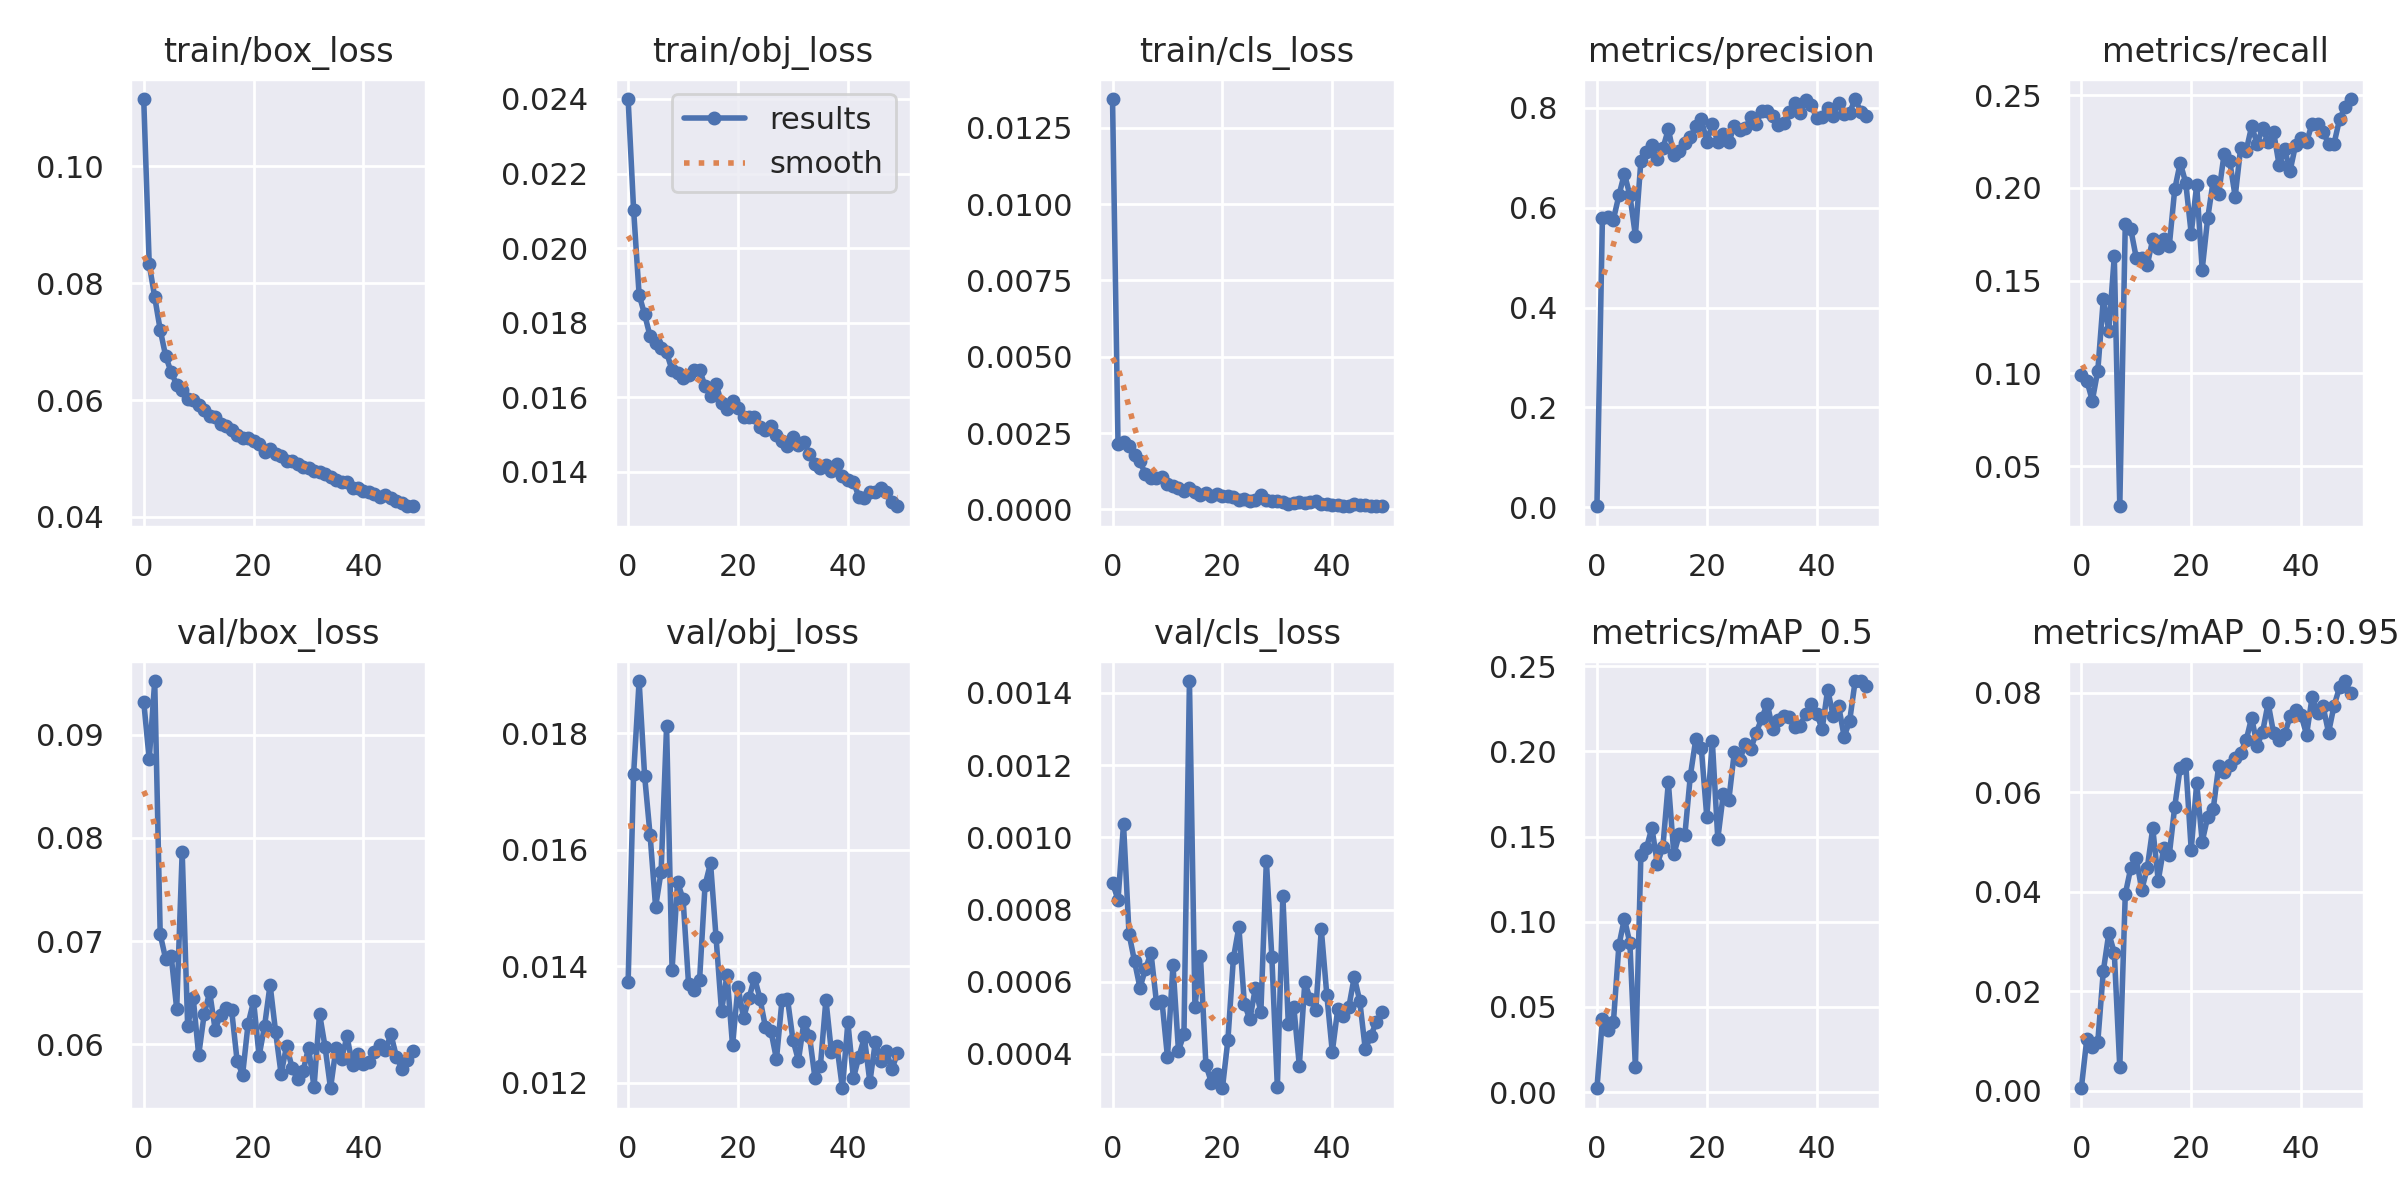 train/box_loss
0.10
0.08
0.06
0.04
0 20 40
train/obj_loss
0.024
0.022
0.020
0.018
0.016
0.014
results
smooth
0 20 40
train/cls_loss
0.0125
0.0100
0.0075
0.0050
0.0025
0.0000
0 20 40
metrics/precision
0.8
0.6
0.4
0.2
0.0
0 20 40
metrics/recall
0.25
0.20
0.15
0.10
0.05
0 20 40
val/box_loss
0.09
0.08
0.07
0.06
0 20 40
val/obj_loss
0.018
0.016
0.014
0.012
0 20 40
val/cls_loss
0.0014
0.0012
0.0010
0.0008
0.0006
0.0004
0 20 40
metrics/mAP_0.5
0.25
0.20
0.15
0.10
0.05
0.00
0 20 40
metrics/mAP_0.5:0.95
0.08
0.06
0.04
0.02
0.00
0 20 40